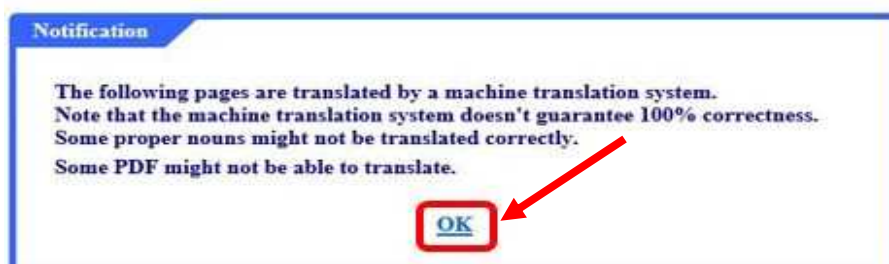 Notification
The following pages are translated by a machine translation system.
Note that the machine translation system doesn't guarantee 100% correctness.
Some proper nouns might not be translated correctly.
Some PDF might not be able to translate.
OK